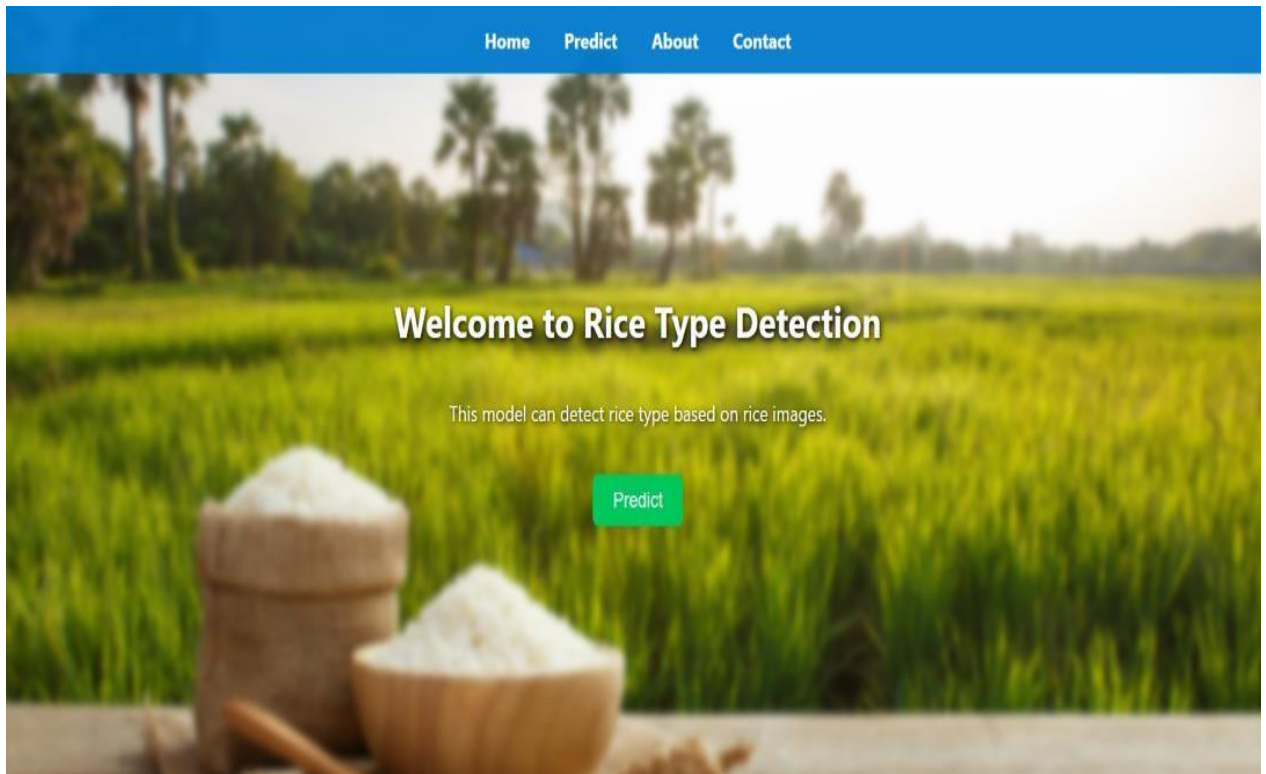 Home Predict About Contact
Welcome to Rice Type Detection
This model can detect rice type based on rice images.
Predict